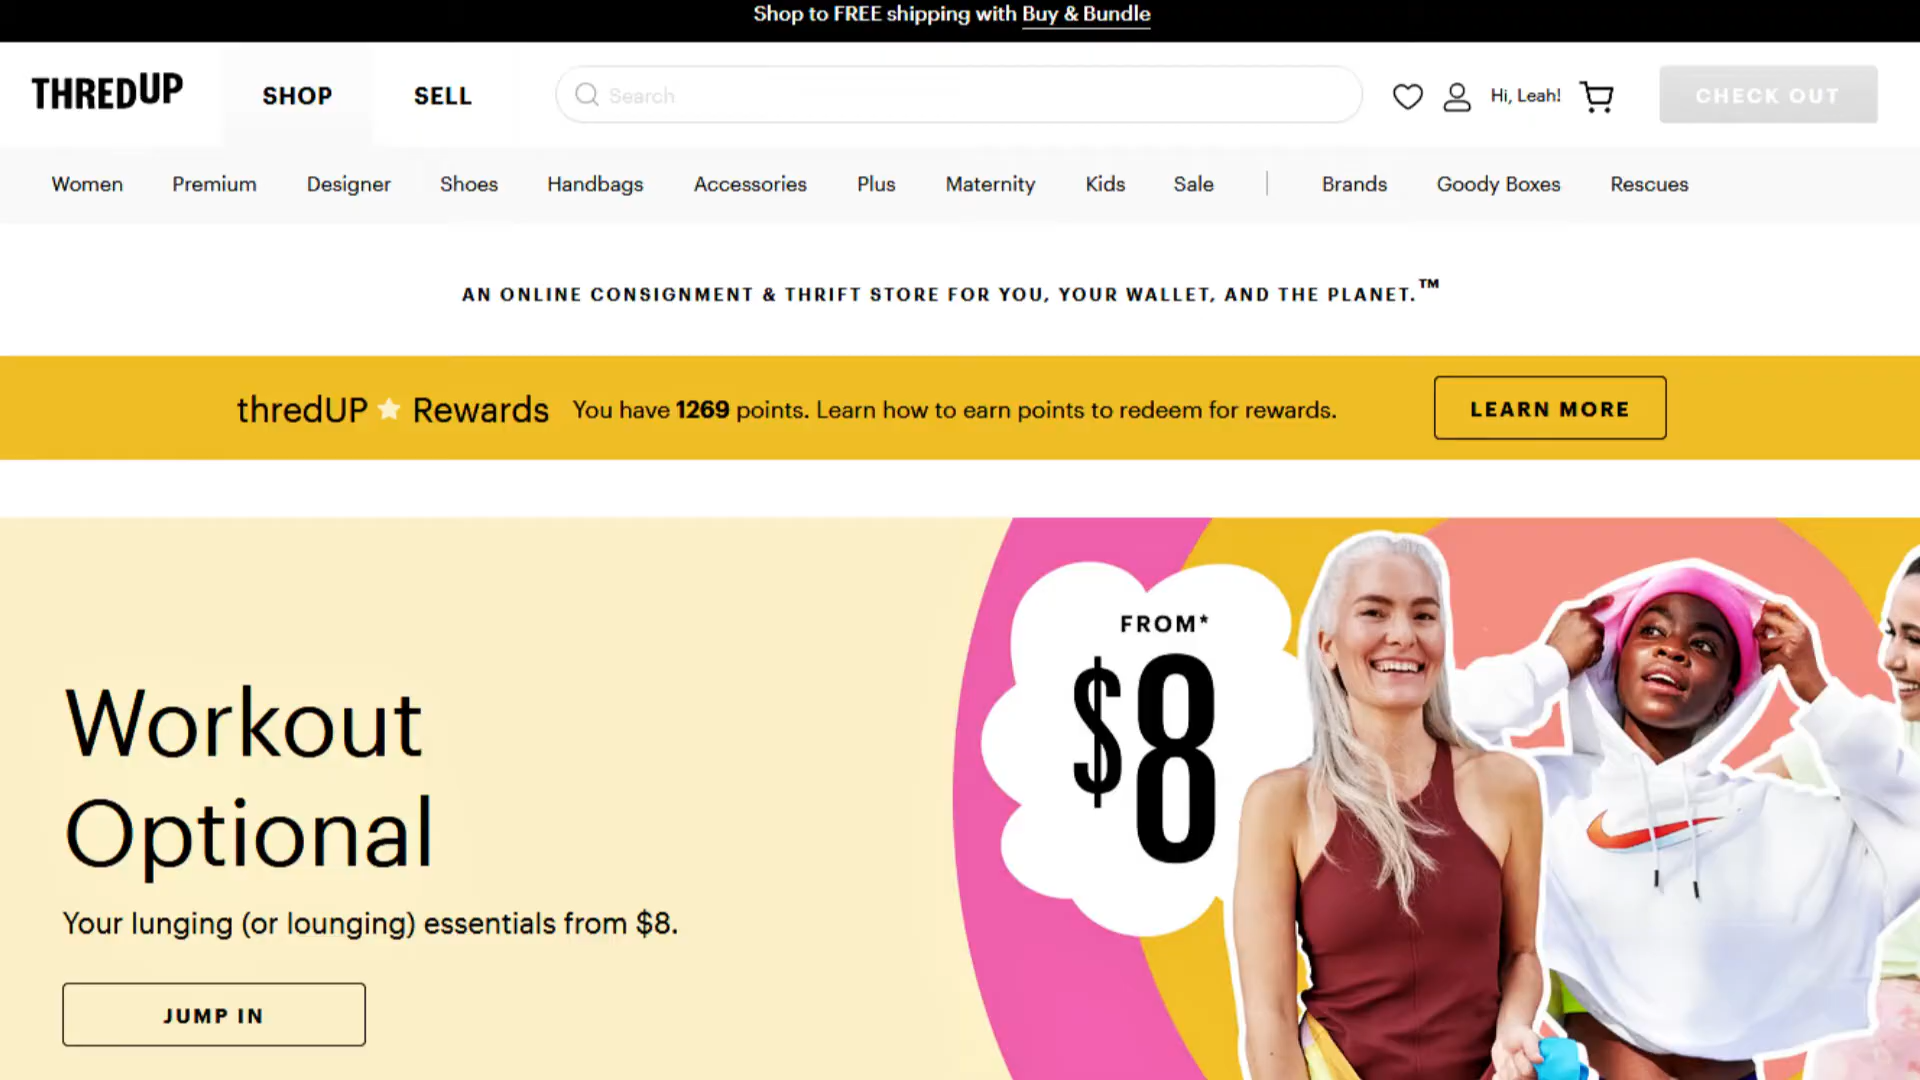 Shop to FREE shipping with Buy & Bundle
THREDUP
SHOP
SELL
Search
Hi, Leah!
CHECK OUT
Women
Premium
Designer
Shoes
Handbags
Accessories
Plus
Maternity
Kids
Sale
Brands
Goody Boxes
Rescues
AN ONLINE CONSIGNMENT & THRIFT STORE FOR YOU, YOUR WALLET, AND THE PLANET.™
thredUP Rewards
You have 1269 points. Learn how to earn points to redeem for rewards.
LEARN MORE
Workout
Optional
Your lunging (or lounging) essentials from $8.
JUMP IN
FROM*
$8